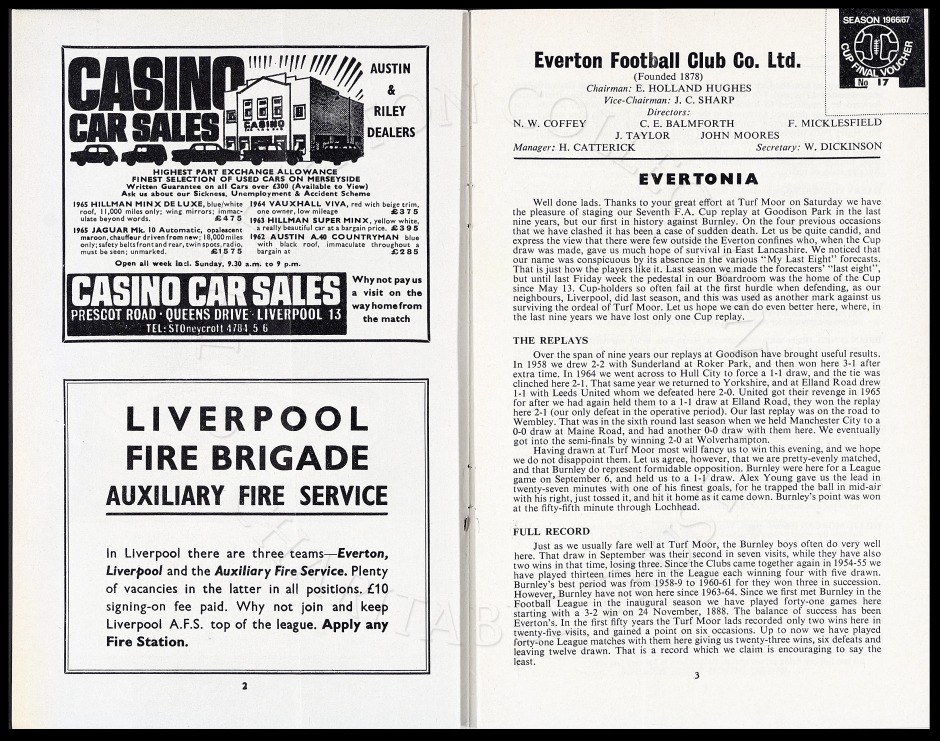 CASINO
CAR SALES
CASINO
AUSTIN
&
RILEY
DEALERS
HIGHEST PART EXCHANGE ALLOWANCE
FINEST SELECTION OF USED CARS ON MERSEYSIDE
Written Guarantee on all Cars over £300 (Available to View)
Ask us about our Sickness, Unemployment & Accident Scheme
1965 HILLMAN MINX DE LUXE, blue/white
roof, 11,000 miles only; wing mirrors; immac-
ulate beyond words. £475
1965 JAGUAR Mk. 10 Automatic, opalescent
maroon, chauffeur driven from new; 18,000 miles
only; safety belts front and rear, twin spots, radio,
must be seen; unmarked. £1575
1964 VAUXHALL VIVA, red with beige trim,
one owner, low mileage £375
1963 HILLMAN SUPER MINX, yellow white,
a really beautiful car at a bargain price. £395
1962 AUSTIN A.40 COUNTRYMAN blue
with black roof, immaculate throughout a
bargain at £285
Open all week incl. Sunday, 9.30 a.m. to 9 p.m.
CASINO CAR SALES
PRESCOT ROAD · QUEENS DRIVE · LIVERPOOL 13
TEL: STOneycroft 4784 5 6
Why not pay us
a visit on the
way home from
the match
LIVERPOOL
FIRE BRIGADE
AUXILIARY FIRE SERVICE
In Liverpool there are three teams—Everton,
Liverpool and the Auxiliary Fire Service. Plenty
of vacancies in the latter in all positions. £10
signing-on fee paid. Why not join and keep
Liverpool A.F.S. top of the league. Apply any
Fire Station.
2
SEASON 1966/67
CUP FINAL VOUCHER
No 17
Everton Football Club Co. Ltd.
(Founded 1878)
Chairman: E. HOLLAND HUGHES
Vice-Chairman: J. C. SHARP
Directors:
N. W. COFFEY C. E. BALMFORTH F. MICKLESFIELD
J. TAYLOR JOHN MOORES
Manager: H. CATTERICK Secretary: W. DICKINSON
EVERTONIA
Well done lads. Thanks to your great effort at Turf Moor on Saturday we have
the pleasure of staging our Seventh F.A. Cup replay at Goodison Park in the last
nine years, but our first in history against Burnley. On the four previous occasions
that we have clashed it has been a case of sudden death. Let us be quite candid, and
express the view that there were few outside the Everton confines who, when the Cup
draw was made, gave us much hope of survival in East Lancashire. We noticed that
our name was conspicuous by its absence in the various "My Last Eight" forecasts.
That is just how the players like it. Last season we made the forecasters' "last eight",
but until last Friday week the pedestal in our Boardroom was the home of the Cup
since May 13. Cup-holders so often fail at the first hurdle when defending, as our
neighbours, Liverpool, did last season, and this was used as another mark against us
surviving the ordeal of Turf Moor. Let us hope we can do even better here, where, in
the last nine years we have lost only one Cup replay.
THE REPLAYS
Over the span of nine years our replays at Goodison have brought useful results.
In 1958 we drew 2-2 with Sunderland at Roker Park, and then won here 3-1 after
extra time. In 1964 we went across to Hull City to force a 1-1 draw, and the tie was
clinched here 2-1. That same year we returned to Yorkshire, and at Elland Road drew
1-1 with Leeds United whom we defeated here 2-0. United got their revenge in 1965
for after we had again held them to a 1-1 draw at Elland Road, they won the replay
here 2-1 (our only defeat in the operative period). Our last replay was on the road to
Wembley. That was in the sixth round last season when we held Manchester City to a
0-0 draw at Maine Road, and had another 0-0 draw with them here. We eventually
got into the semi-finals by winning 2-0 at Wolverhampton.
Having drawn at Turf Moor most will fancy us to win this evening, and we hope
we do not disappoint them. Let us agree, however, that we are pretty-evenly matched,
and that Burnley do represent formidable opposition. Burnley were here for a League
game on September 6, and held us to a 1-1 draw. Alex Young gave us the lead in
twenty-seven minutes with one of his finest goals, for he trapped the ball in mid-air
with his right, just tossed it, and hit it home as it came down. Burnley's point was won
at the fifty-fifth minute through Lochhead.
FULL RECORD
Just as we usually fare well at Turf Moor, the Burnley boys often do very well
here. That draw in September was their second in seven visits, while they have also
two wins in that time, losing three. Since the Clubs came together again in 1954-55 we
have played thirteen times here in the League each winning four with five drawn.
Burnley's best period was from 1958-9 to 1960-61 for they won three in succession.
However, Burnley have not won here since 1963-64. Since we first met Burnley in the
Football League in the inaugural season we have played forty-one games here
starting with a 3-2 win on 24 November, 1888. The balance of success has been
Everton's. In the first fifty years the Turf Moor lads recorded only two wins here in
twenty-five visits, and gained a point on six occasions. Up to now we have played
forty-one League matches with them here giving us twenty-three wins, six defeats and
leaving twelve drawn. That is a record which we claim is encouraging to say the
least.
3